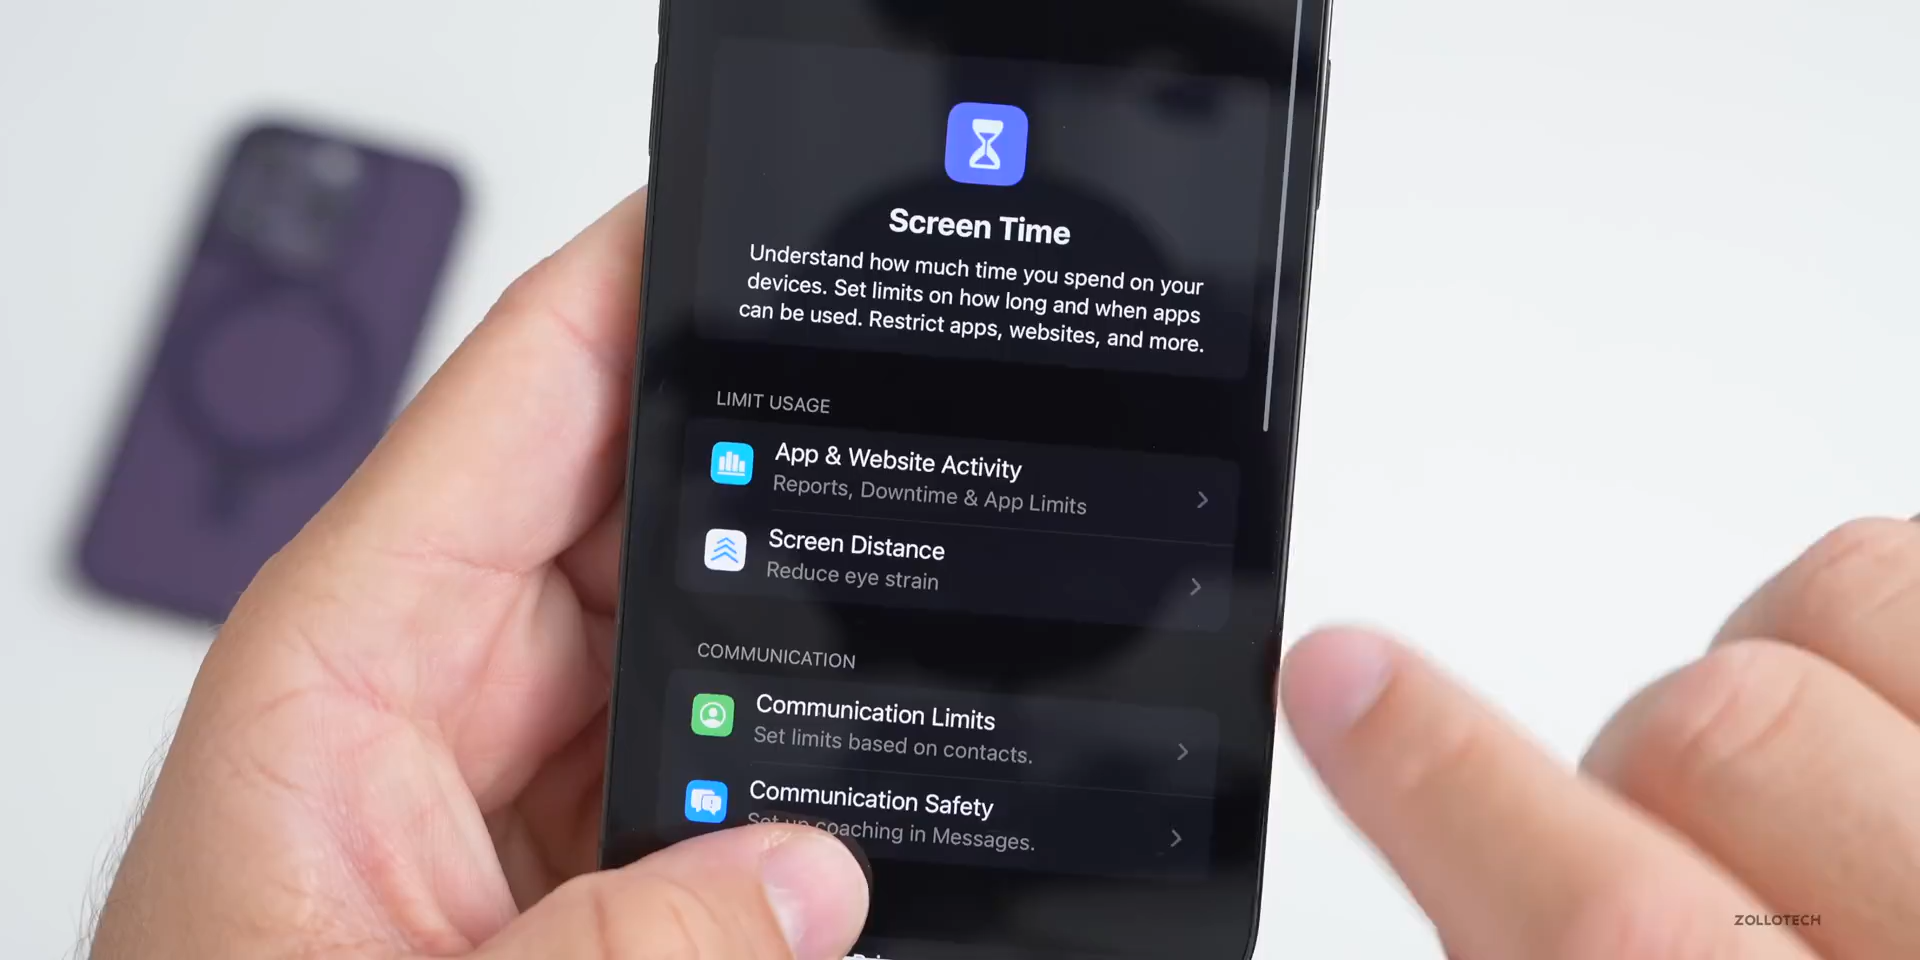 Screen Time
Understand how much time you spend on your
devices. Set limits on how long and when apps
can be used. Restrict apps, websites, and more.
LIMIT USAGE
App & Website Activity
Reports, Downtime & App Limits
Screen Distance
Reduce eye strain
COMMUNICATION
Communication Limits
Set limits based on contacts.
Communication Safety
Set up coaching in Messages.
ZOLLOTECH